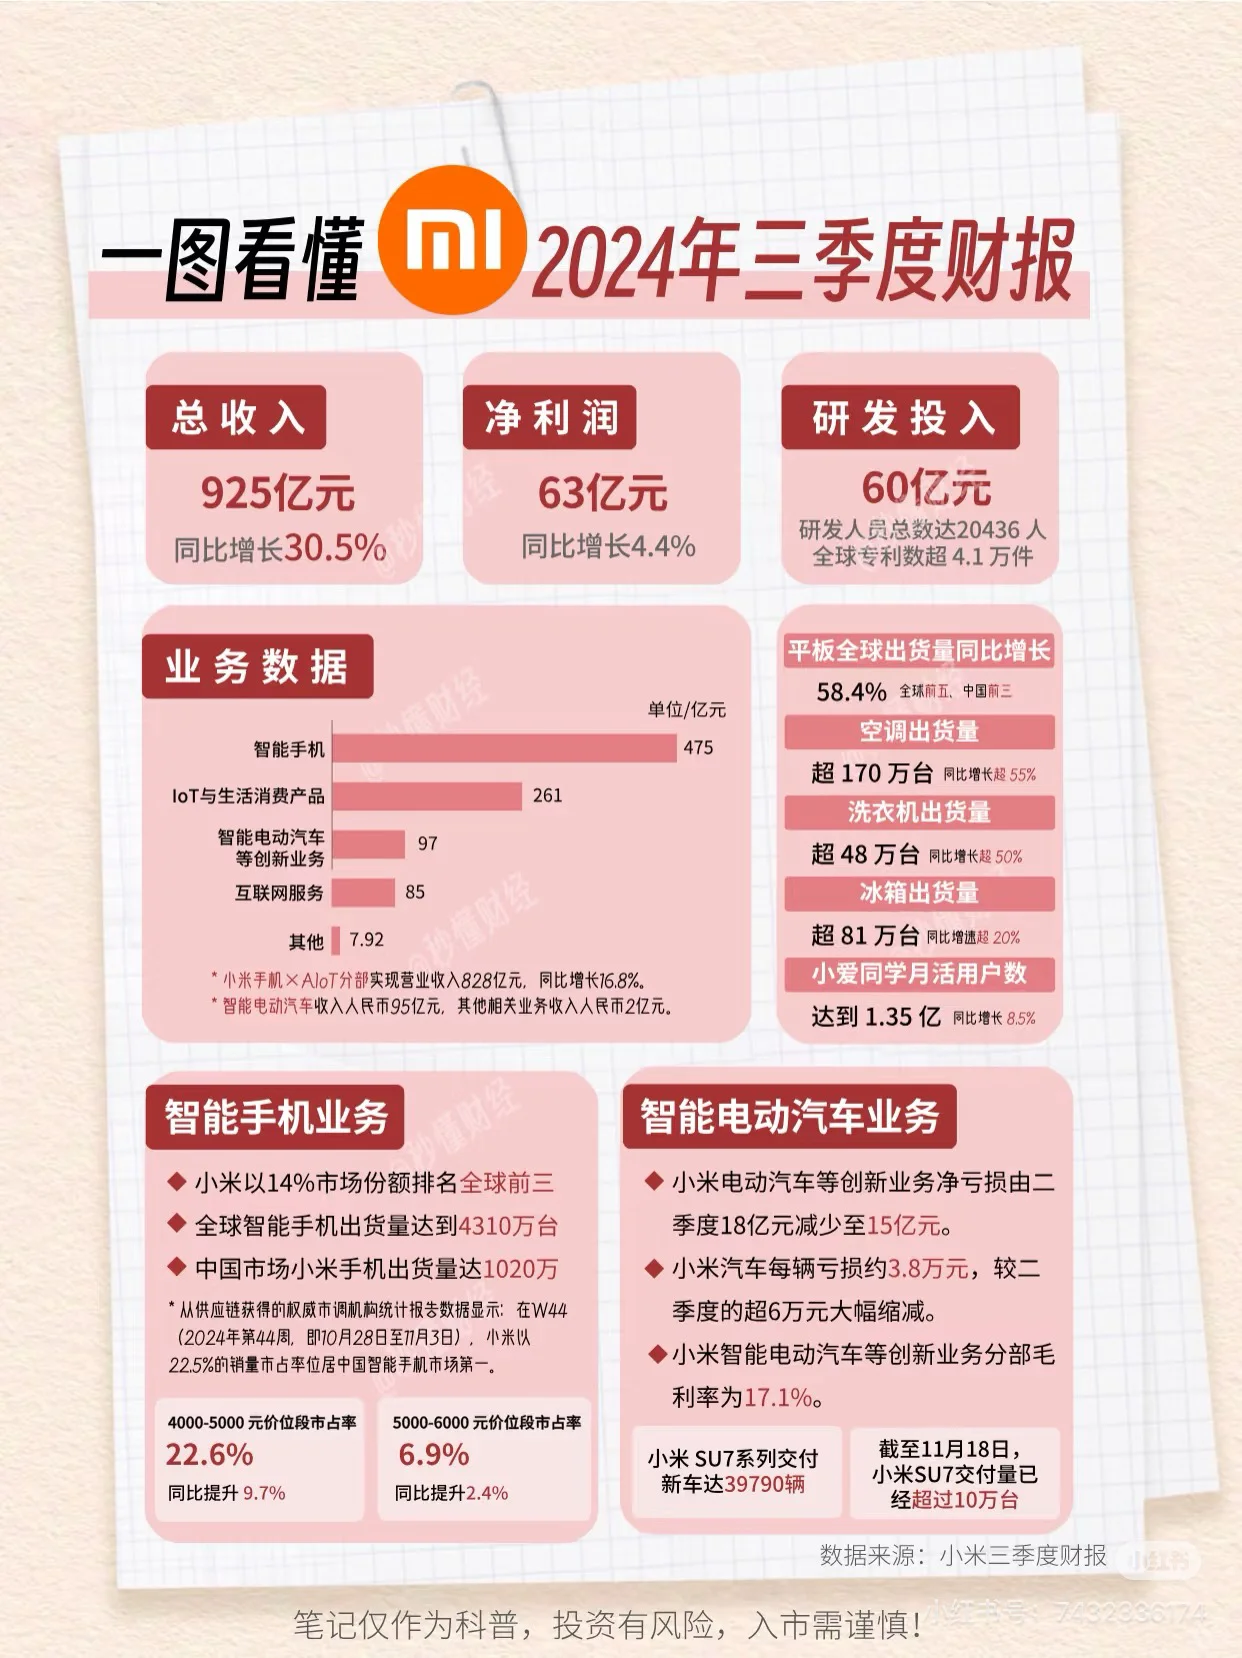 一图看懂
mi
2024年三季度财报
总收入
925亿元
同比增长30.5%
净利润
63亿元
同比增长4.4%
研发投入
60亿元
研发人员总数达20436 人
全球专利数超 4.1 万件
业务数据
单位/亿元
智能手机 475
IoT与生活消费产品 261
智能电动汽车
等创新业务 97
互联网服务 85
其他 7.92
* 小米手机×AIoT分部实现营业收入828亿元，同比增长16.8%。
* 智能电动汽车收入人民币95亿元，其他相关业务收入人民币2亿元。
平板全球出货量同比增长
58.4% 全球前五、中国前三
空调出货量
超 170 万台 同比增长超 55%
洗衣机出货量
超 48 万台 同比增长超 50%
冰箱出货量
超 81 万台 同比增速超 20%
小爱同学月活用户数
达到 1.35 亿 同比增长 8.5%
智能手机业务
小米以14%市场份额排名全球前三
全球智能手机出货量达到4310万台
中国市场小米手机出货量达1020万
* 从供应链获得的权威市调机构统计报告数据显示：在W44
（2024年第44周，即10月28日至11月3日），小米以
22.5%的销量市占率位居中国智能手机市场第一。
4000-5000 元价位段市占率
22.6%
同比提升 9.7%
5000-6000 元价位段市占率
6.9%
同比提升2.4%
智能电动汽车业务
小米电动汽车等创新业务净亏损由二
季度18亿元减少至15亿元。
小米汽车每辆亏损约3.8万元，较二
季度的超6万元大幅缩减。
小米智能电动汽车等创新业务分部毛
利率为17.1%。
小米 SU7系列交付
新车达39790辆
截至11月18日，
小米SU7交付量已
经超过10万台
数据来源：小米三季度财报
小红书
笔记仅作为科普，投资有风险，入市需谨慎！
@秒懂财经